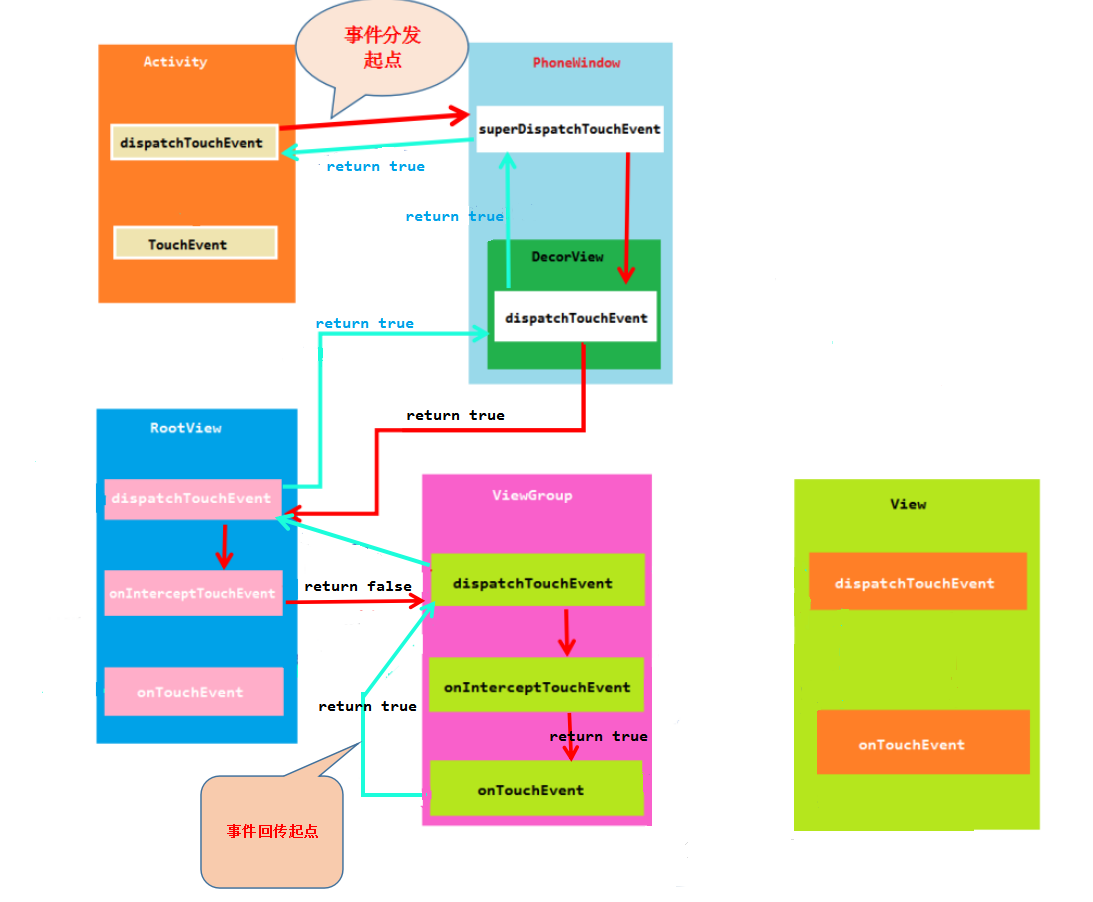 事件分发
起点
Activity
PhoneWindow
dispatchTouchEvent
superDispatchTouchEvent
return true
return true
TouchEvent
DecorView
dispatchTouchEvent
return true
return true
RootView
dispatchTouchEvent
onInterceptTouchEvent
onTouchEvent
return false
ViewGroup
dispatchTouchEvent
onInterceptTouchEvent
return true
return true
onTouchEvent
事件回传起点
View
dispatchTouchEvent
onTouchEvent